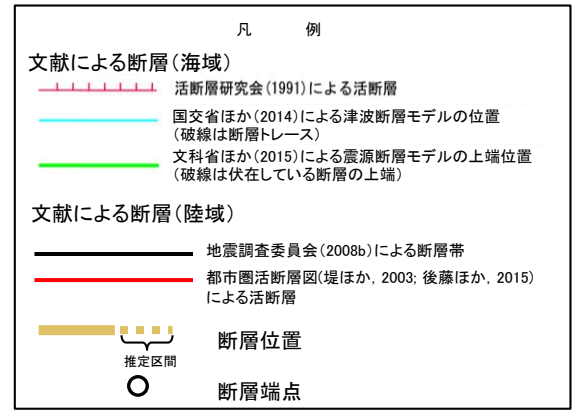 凡 例
文献による断層(海域)
活断層研究会(1991)による活断層
国交省ほか(2014)による津波断層モデルの位置
(破線は断層トレース)
文科省ほか(2015)による震源断層モデルの上端位置
(破線は伏在している断層の上端)
文献による断層(陸域)
地震調査委員会(2008b)による断層帯
都市圏活断層図(堤ほか, 2003; 後藤ほか, 2015)
による活断層
断層位置
推定区間
断層端点